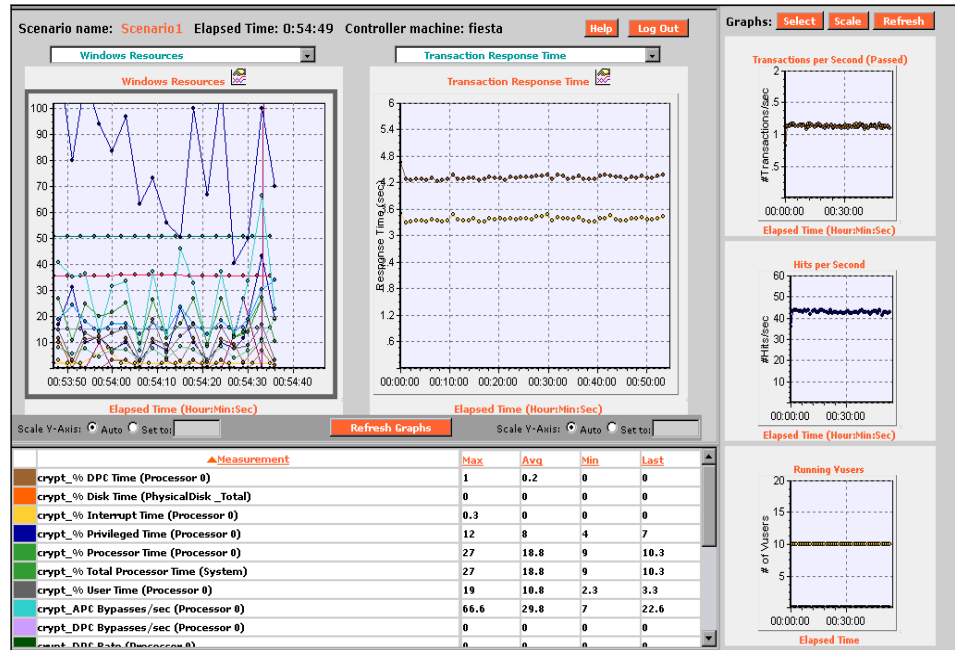 Scenario name: Scenario1 Elapsed Time: 0:54:49 Controller machine: fiesta Help Log Out
Windows Resources
Transaction Response Time
Windows Resources
100
90
80
70
60
50
40
30
20
10
00:53:50 00:54:00 00:54:10 00:54:20 00:54:30 00:54:40
Elapsed Time (Hour:Min:Sec)
Transaction Response Time
Response Time (sec)
6
5.4
4.8
4.2
3.6
3
2.4
1.8
1.2
.6
00:00:00 00:10:00 00:20:00 00:30:00 00:40:00 00:50:00
Elapsed Time (Hour:Min:Sec)
Scale Y-Axis: Auto Set to:
Refresh Graphs
Scale Y-Axis: Auto Set to:
Measurement Max Avg Min Last
crypt_% DPC Time (Processor 0) 1 0.2 0 0
crypt_% Disk Time (PhysicalDisk _Total) 0 0 0 0
crypt_% Interrupt Time (Processor 0) 0.3 0 0 0
crypt_% Privileged Time (Processor 0) 12 8 4 7
crypt_% Processor Time (Processor 0) 27 18.8 9 10.3
crypt_% Total Processor Time (System) 27 18.8 9 10.3
crypt_% User Time (Processor 0) 19 10.8 2.3 3.3
crypt_APC Bypasses/sec (Processor 0) 66.6 29.8 7 22.6
crypt_DPC Bypasses/sec (Processor 0) 0 0 0 0
crypt_DPC Rate (Processor 0)
Graphs: Select Scale Refresh
Transactions per Second (Passed)
#Transactions/sec
2
.5
1
.5
00:00:00 00:30:00
Elapsed Time (Hour:Min:Sec)
Hits per Second
#Hits/sec
60
50
40
30
20
10
00:00:00 00:30:00
Elapsed Time (Hour:Min:Sec)
Running Vusers
# of Vusers
20
15
10
5
00:00:00 00:30:00
Elapsed Time